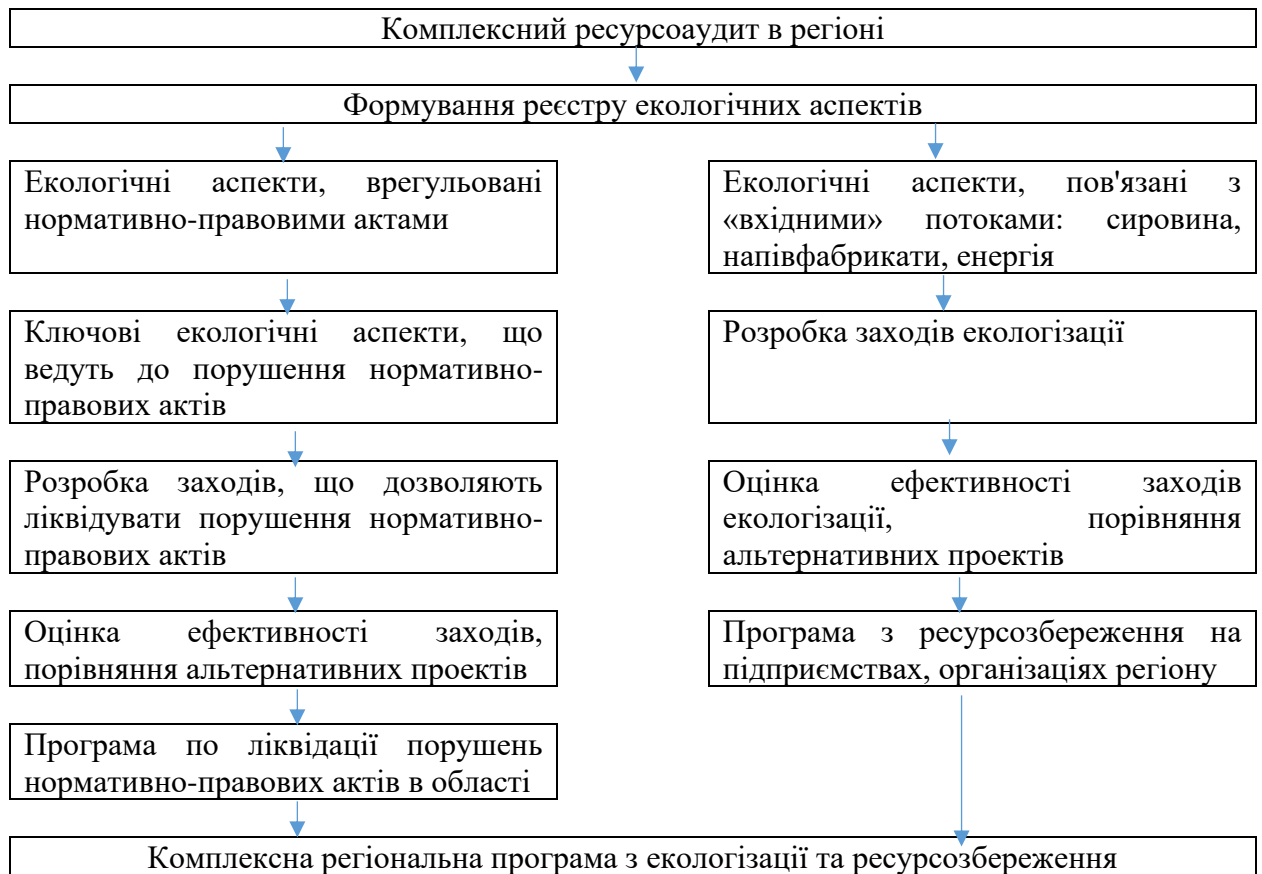 Комплексний ресурсоаудит в регіоні
Формування реєстру екологічних аспектів
Екологічні аспекти, врегульовані
нормативно-правовими актами
Екологічні аспекти, пов'язані з
«вхідними» потоками: сировина,
напівфабрикати, енергія
Ключові екологічні аспекти, що
ведуть до порушення нормативно-
правових актів
Розробка заходів екологізації
Розробка заходів, що дозволяють
ліквідувати порушення нормативно-
правових актів
Оцінка ефективності заходів
екологізації, порівняння
альтернативних проектів
Оцінка ефективності заходів,
порівняння альтернативних проектів
Програма з ресурсозбереження на
підприємствах, організаціях регіону
Програма по ліквідації порушень
нормативно-правових актів в області
Комплексна регіональна програма з екологізації та ресурсозбереження